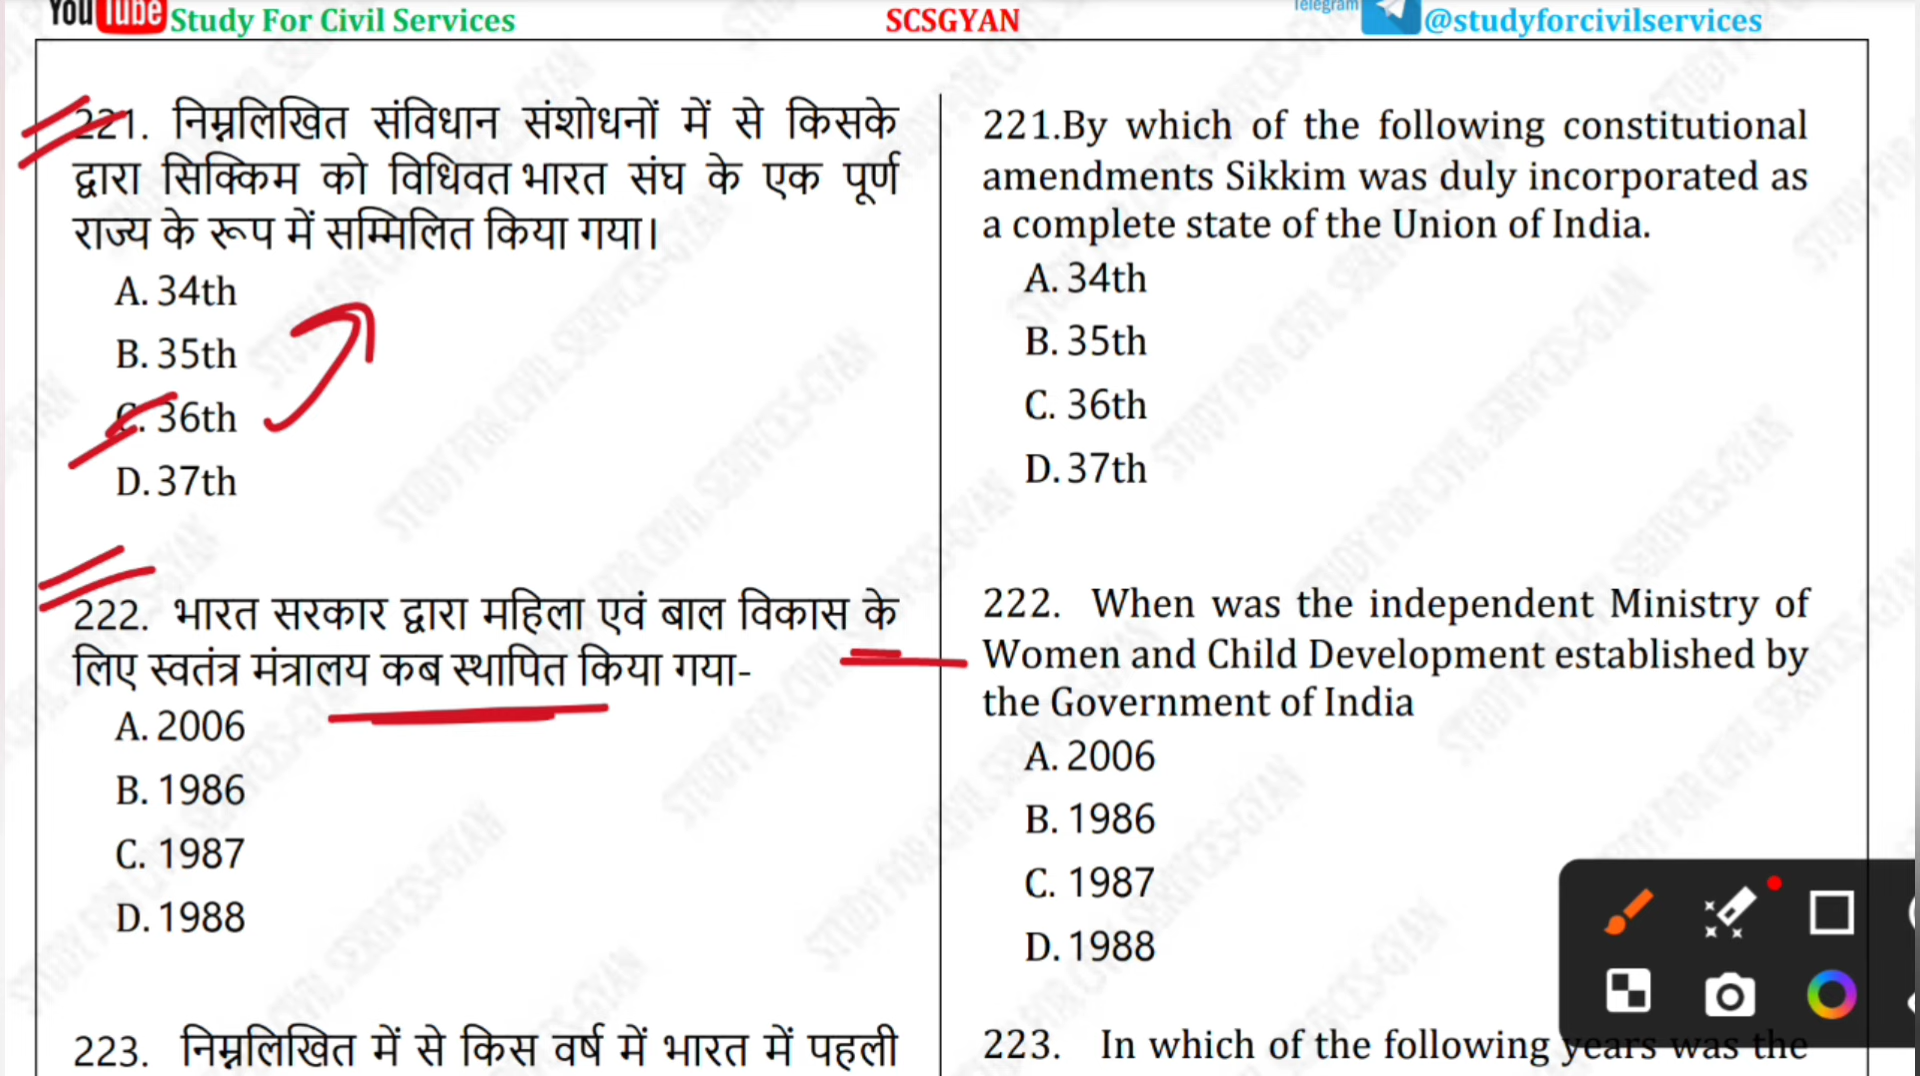 YouTube Study For Civil Services
SCSGYAN
Telegram @studyforcivilservices
221. निम्नलिखित संविधान संशोधनों में से किसके
द्वारा सिक्किम को विधिवत भारत संघ के एक पूर्ण
राज्य के रूप में सम्मिलित किया गया।
A. 34th
B. 35th
C. 36th
D. 37th
222. भारत सरकार द्वारा महिला एवं बाल विकास के
लिए स्वतंत्र मंत्रालय कब स्थापित किया गया-
A. 2006
B. 1986
C. 1987
D. 1988
223. निम्नलिखित में से किस वर्ष में भारत में पहली
221.By which of the following constitutional
amendments Sikkim was duly incorporated as
a complete state of the Union of India.
A. 34th
B. 35th
C. 36th
D. 37th
222. When was the independent Ministry of
Women and Child Development established by
the Government of India
A. 2006
B. 1986
C. 1987
D. 1988
223. In which of the following years was the